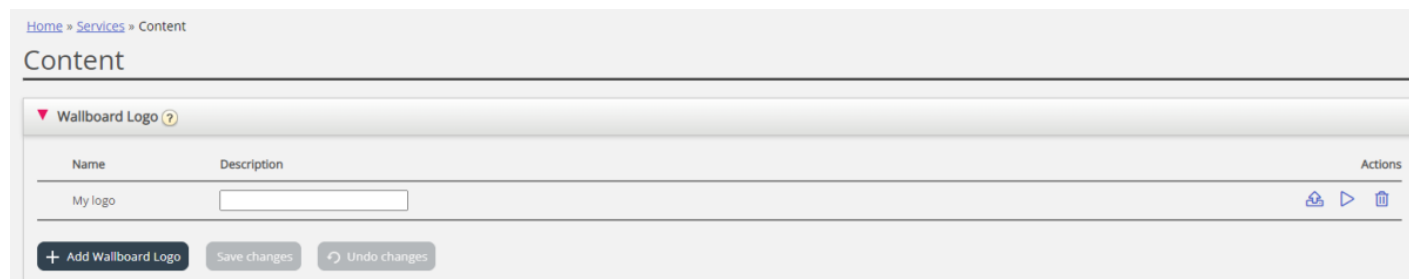 Home » Services » Content
Content
Wallboard Logo ?
Name Description Actions
My logo
+ Add Wallboard Logo Save changes Undo changes